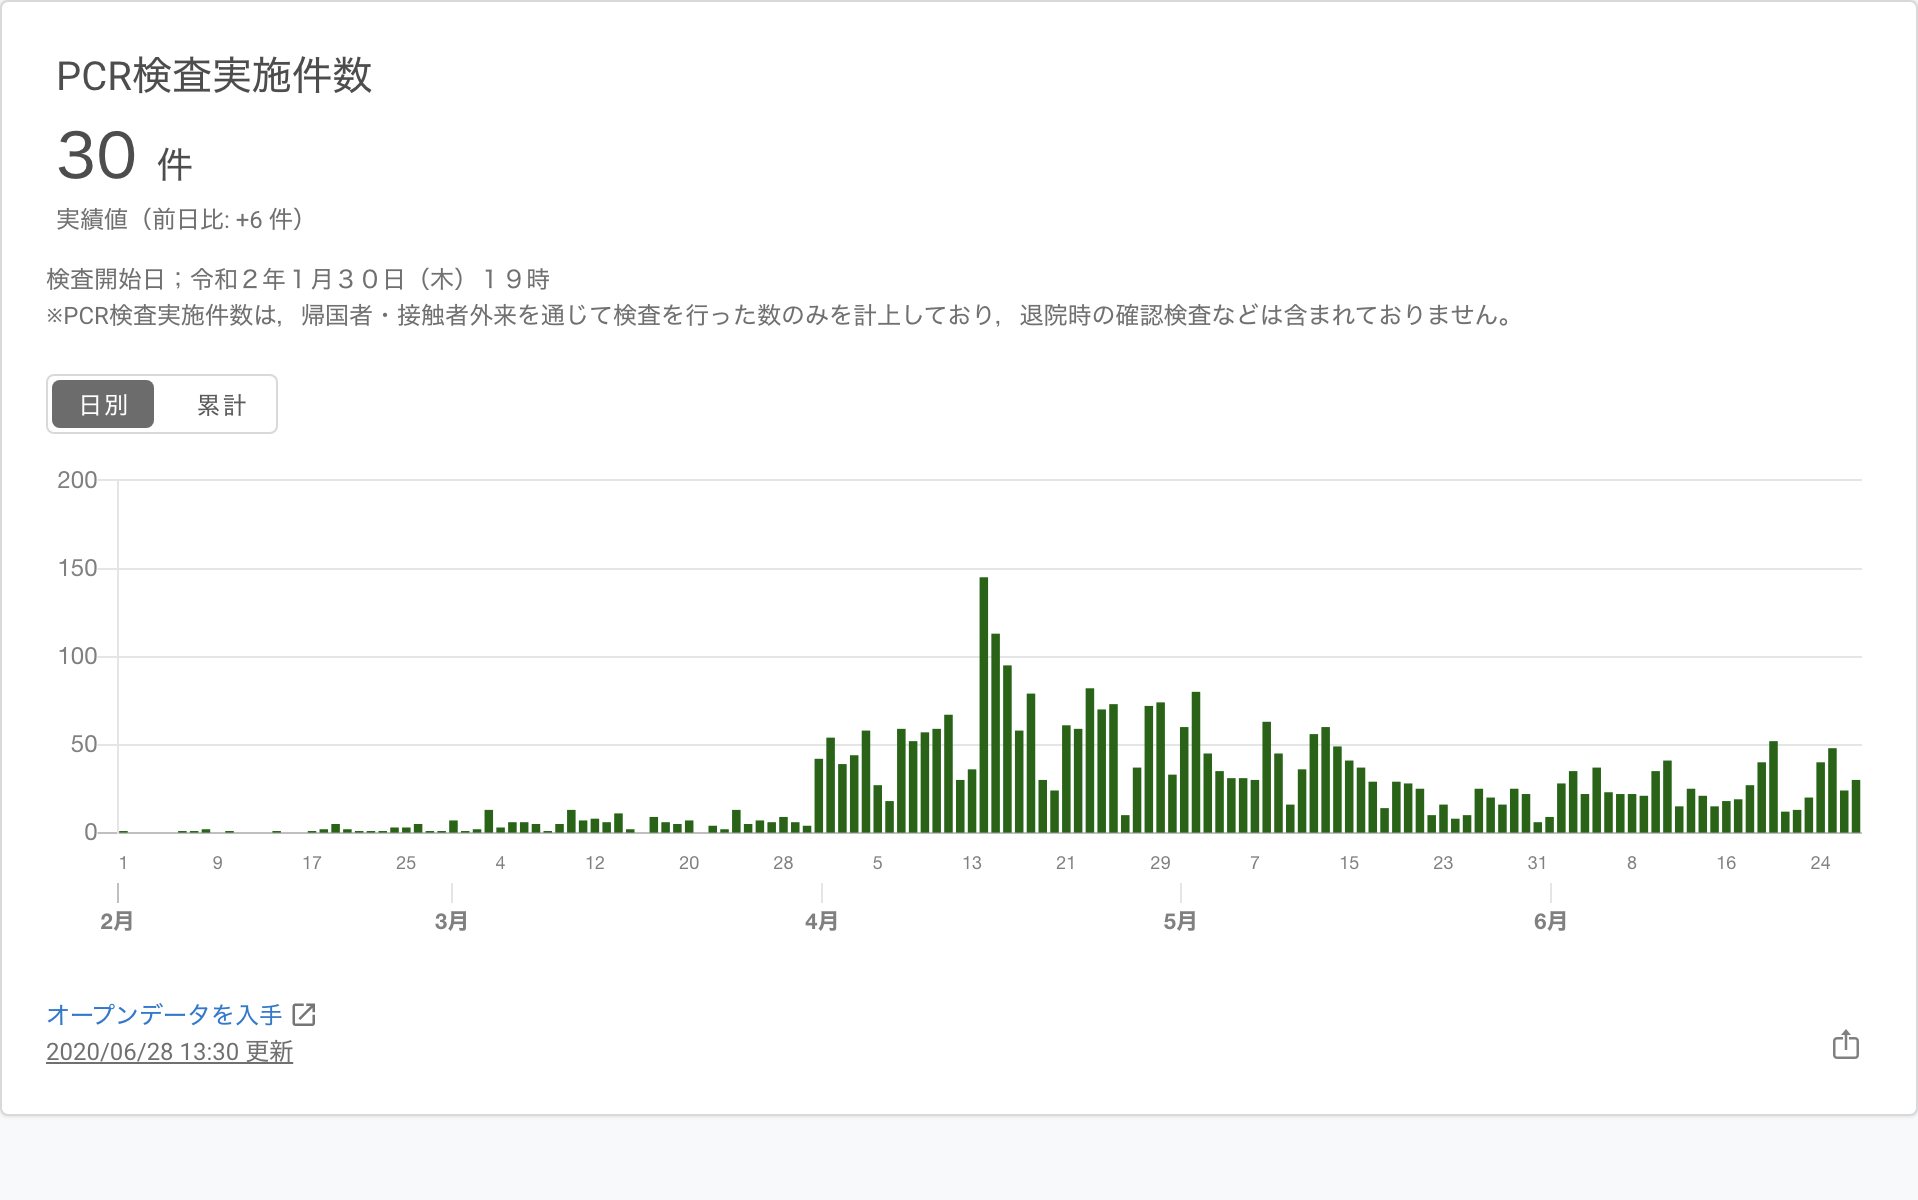 PCR検査実施件数
30 件
実績値（前日比: +6 件）
検査開始日；令和２年１月３０日（木）１９時
※PCR検査実施件数は，帰国者・接触者外来を通じて検査を行った数のみを計上しており，退院時の確認検査などは含まれておりません。
日別 累計
200
150
100
50
0
1 9 17 25 4 12 20 28 5 13 21 29 7 15 23 31 8 16 24
2月 3月 4月 5月 6月
オープンデータを入手
2020/06/28 13:30 更新